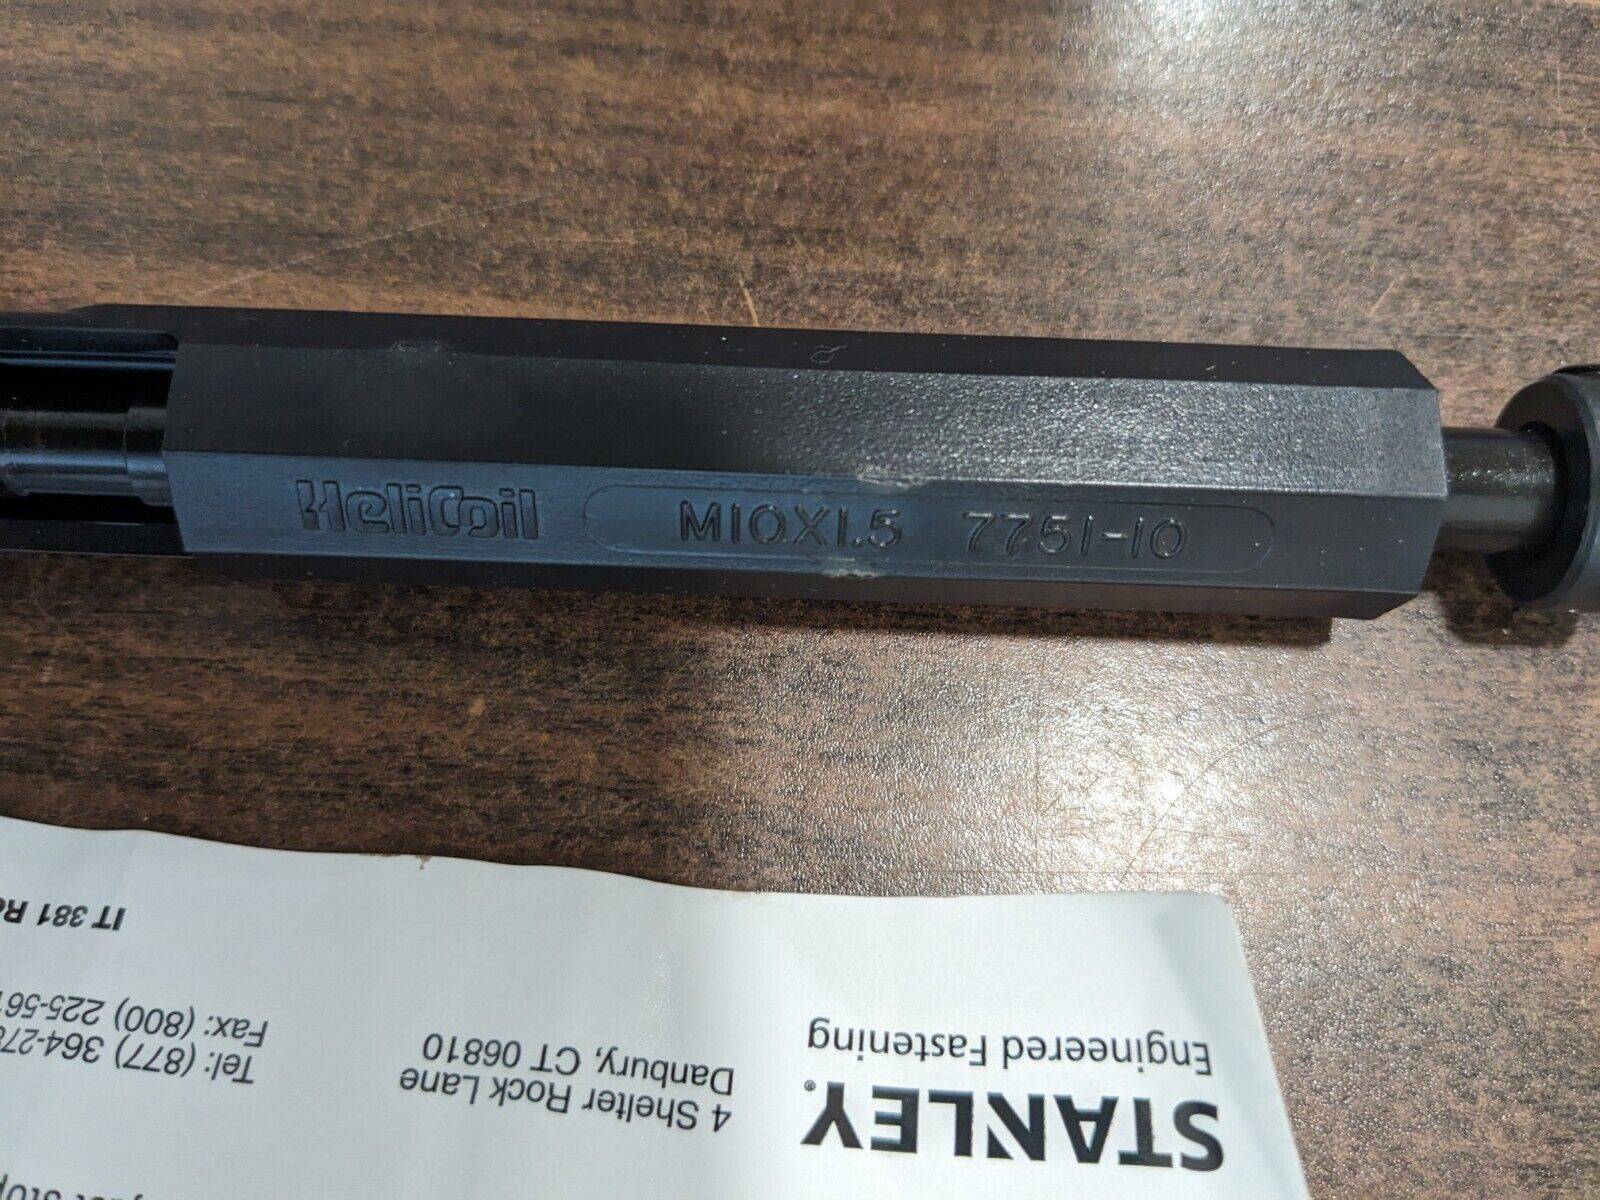 HeliCoil M10X1.5 7751-10
STANLEY®
Engineered Fastening
4 Shelter Rock Lane
Danbury, CT 06810
Tel: (877) 364-27
Fax: (800) 225-56
IT 381